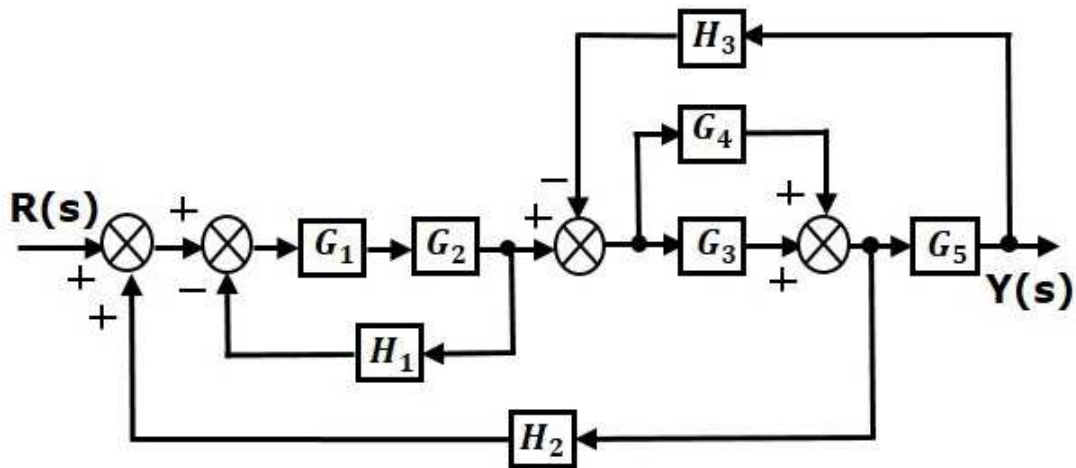 H₃
G₄
−
+
R(s)
+
+
+
G₁
G₂
G₃
G₅
+
−
+
Y(s)
+
H₁
H₂